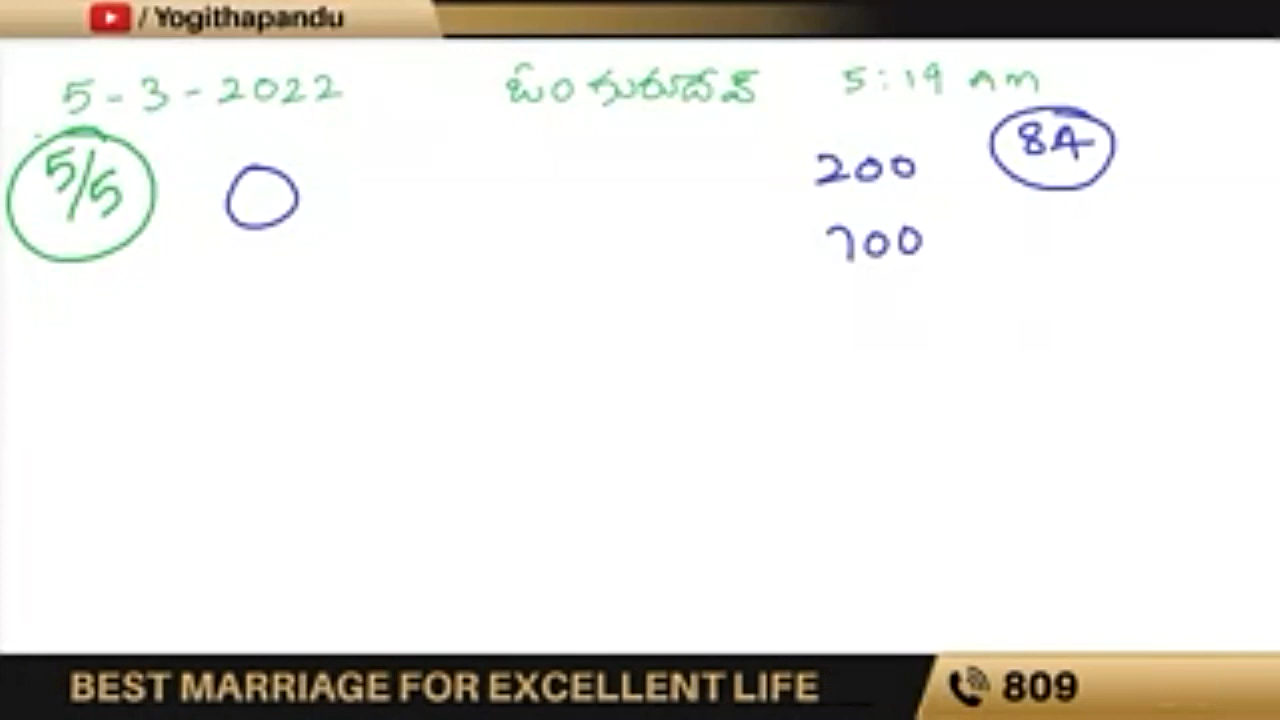 / Yogithapandu
5-3-2022 ఓం గురుదేవ్ 5:19 AM
5/5 0 200 84
700
BEST MARRIAGE FOR EXCELLENT LIFE 809